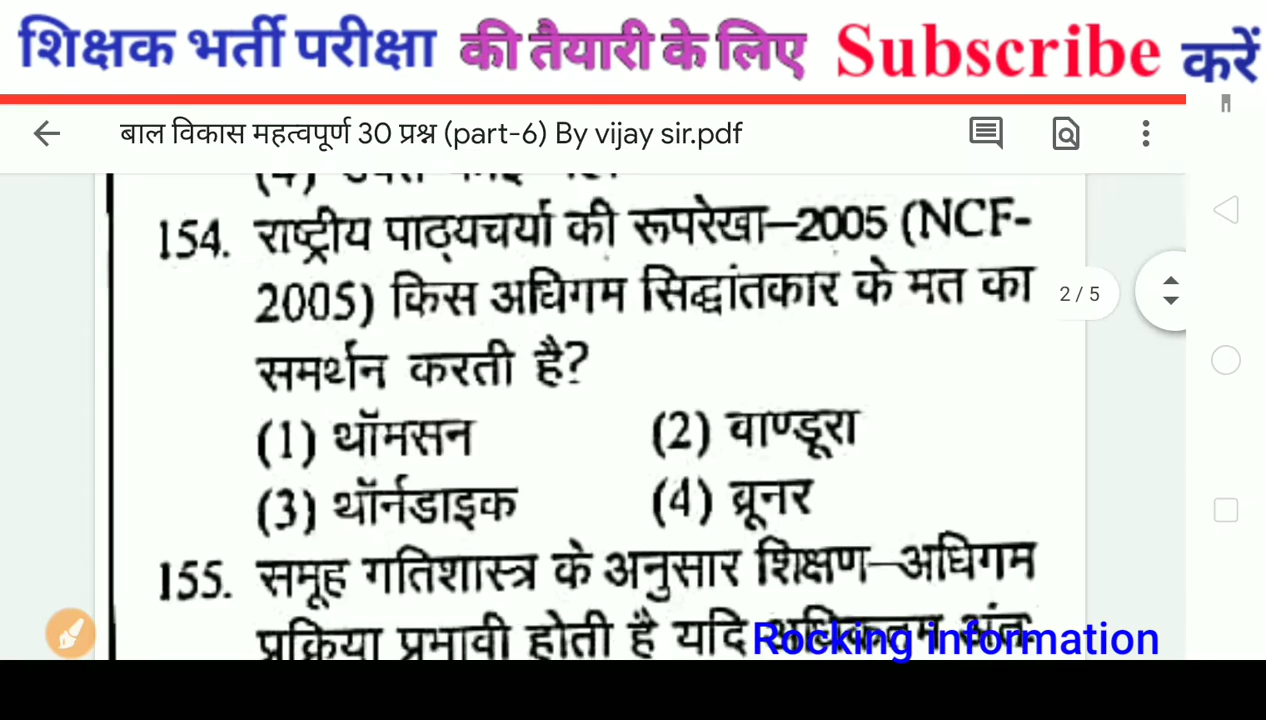 शिक्षक भर्ती परीक्षा की तैयारी के लिए Subscribe करें
बाल विकास महत्वपूर्ण 30 प्रश्न (part-6) By vijay sir.pdf
154. राष्ट्रीय पाठ्यचर्या की रूपरेखा–2005 (NCF-
2005) किस अधिगम सिद्धांतकार के मत का
2 / 5
समर्थन करती है?
(1) थॉमसन (2) वाण्डूरा
(3) थॉर्नडाइक (4) ब्रूनर
155. समूह गतिशास्त्र के अनुसार शिक्षण–अधिगम
प्रक्रिया प्रभावी होती है यदि
Rocking information